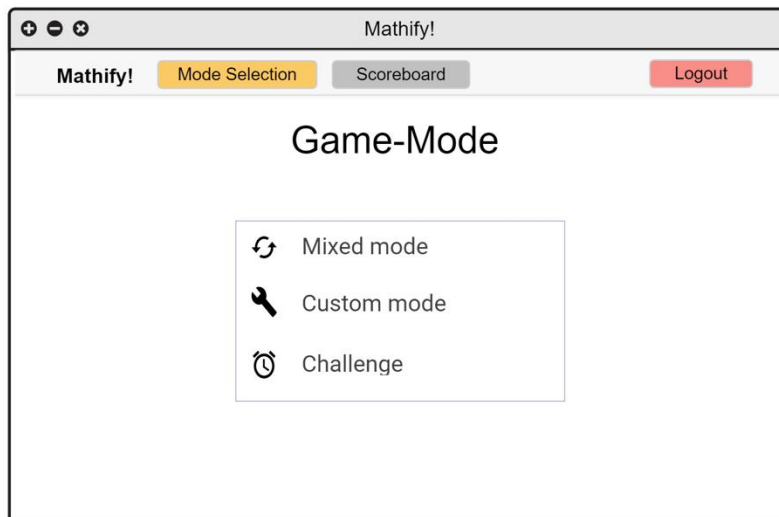 Mathify!
Mathify! Mode Selection Scoreboard Logout
Game-Mode
Mixed mode
Custom mode
Challenge